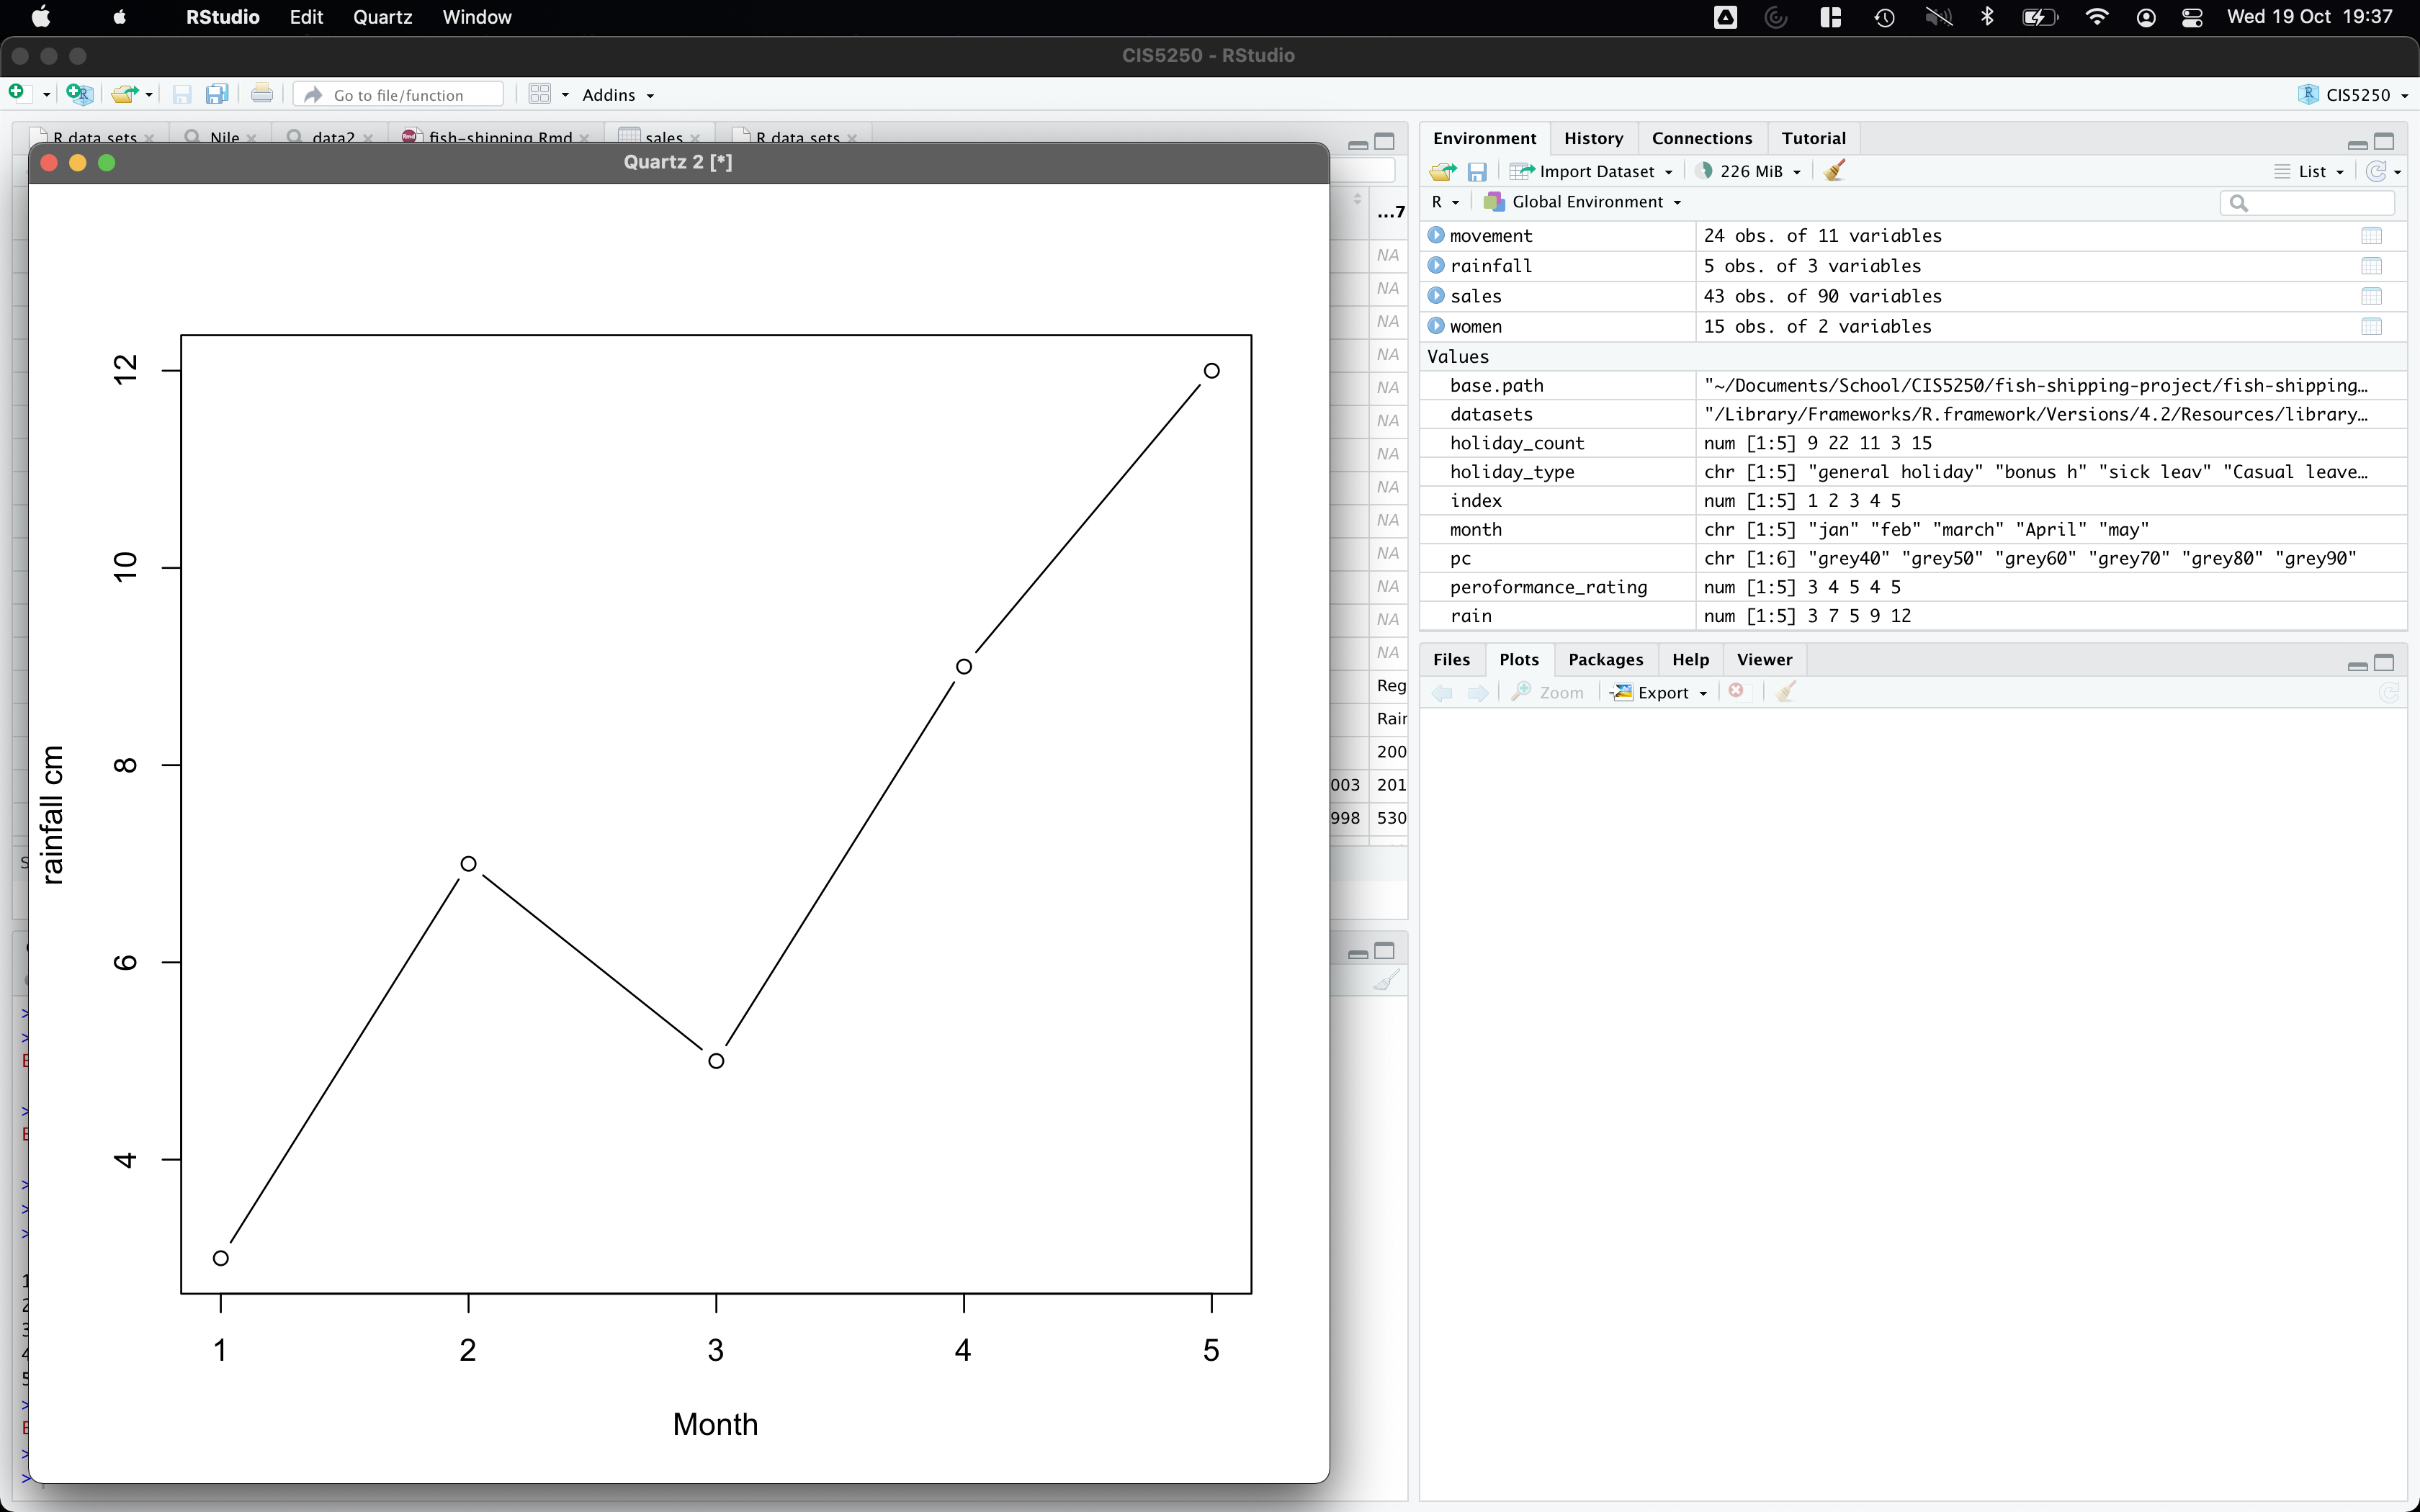 RStudio Edit Quartz Window Wed 19 Oct 19:37
CIS5250 - RStudio
Go to file/function Addins CIS5250
R data sets Nile data2 fish-shipping.Rmd sales R data sets
Quartz 2 [*]
12
10
8
6
4
rainfall cm
1 2 3 4 5
Month
...7
NA
NA
NA
NA
NA
NA
NA
NA
NA
NA
NA
NA
NA
Reg
Rain
200
003 201
998 530
Environment History Connections Tutorial
Import Dataset 226 MiB List
R Global Environment
movement 24 obs. of 11 variables
rainfall 5 obs. of 3 variables
sales 43 obs. of 90 variables
women 15 obs. of 2 variables
Values
base.path "~/Documents/School/CIS5250/fish-shipping-project/fish-shipping…
datasets "/Library/Frameworks/R.framework/Versions/4.2/Resources/library…
holiday_count num [1:5] 9 22 11 3 15
holiday_type chr [1:5] "general holiday" "bonus h" "sick leav" "Casual leave…
index num [1:5] 1 2 3 4 5
month chr [1:5] "jan" "feb" "march" "April" "may"
pc chr [1:6] "grey40" "grey50" "grey60" "grey70" "grey80" "grey90"
peroformance_rating num [1:5] 3 4 5 4 5
rain num [1:5] 3 7 5 9 12
Files Plots Packages Help Viewer
Zoom Export